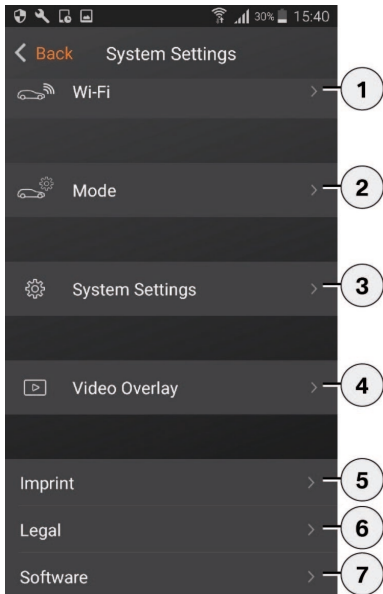 30% 15:40
Back System Settings
Wi-Fi 1
Mode 2
System Settings 3
Video Overlay 4
Imprint 5
Legal 6
Software 7